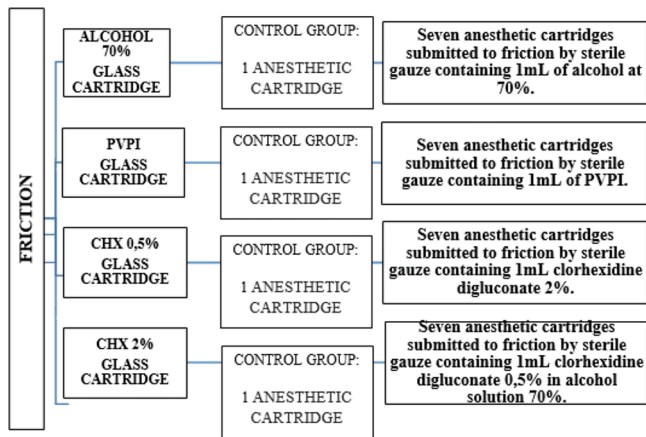 FRICTION
ALCOHOL
70%
GLASS
CARTRIDGE
CONTROL GROUP:
1 ANESTHETIC
CARTRIDGE
Seven anesthetic cartridges
submitted to friction by sterile
gauze containing 1mL of alcohol at
70%.
PVPI
GLASS
CARTRIDGE
CONTROL GROUP:
1 ANESTHETIC
CARTRIDGE
Seven anesthetic cartridges
submitted to friction by sterile
gauze containing 1mL of PVPI.
CHX 0,5%
GLASS
CARTRIDGE
CONTROL GROUP:
1 ANESTHETIC
CARTRIDGE
Seven anesthetic cartridges
submitted to friction by sterile
gauze containing 1mL clorhexidine
digluconate 2%.
CHX 2%
GLASS
CARTRIDGE
CONTROL GROUP:
1 ANESTHETIC
CARTRIDGE
Seven anesthetic cartridges
submitted to friction by sterile
gauze containing 1mL clorhexidine
digluconate 0,5% in alcohol
solution 70%.